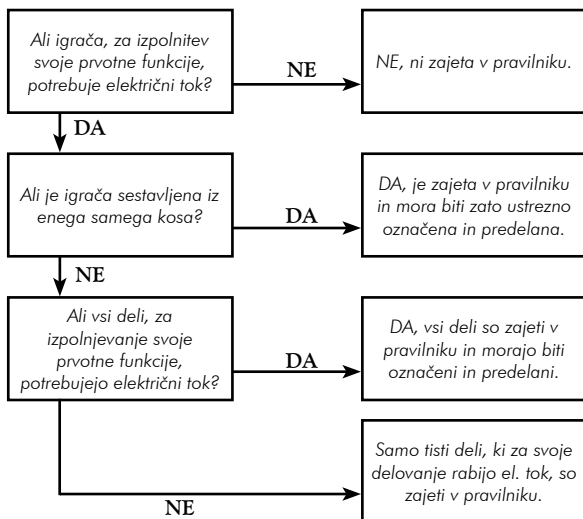 Ali igrača, za izpolnitev
svoje prvotne funkcije,
potrebuje električni tok?
NE
NE, ni zajeta v pravilniku.
DA
Ali je igrača sestavljena iz
enega samega kosa?
DA
DA, je zajeta v pravilniku
in mora biti zato ustrezno
označena in predelana.
NE
Ali vsi deli, za
izpolnjevanje svoje
prvotne funkcije,
potrebujejo električni tok?
DA
DA, vsi deli so zajeti v
pravilniku in morajo biti
označeni in predelani.
NE
Samo tisti deli, ki za svoje
delovanje rabijo el. tok, so
zajeti v pravilniku.